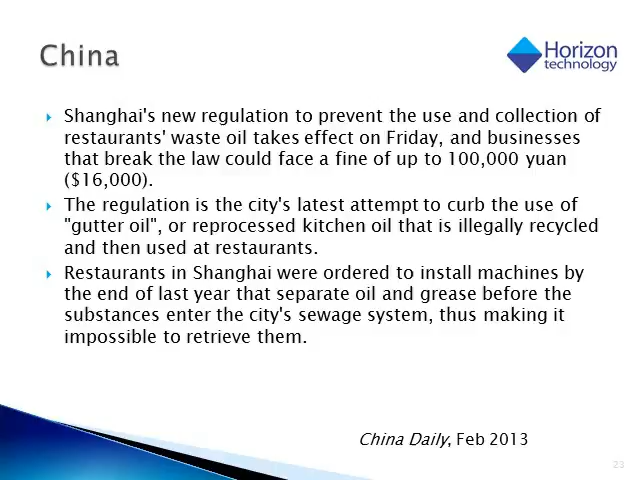 China
Horizon
technology
Shanghai's new regulation to prevent the use and collection of
restaurants' waste oil takes effect on Friday, and businesses
that break the law could face a fine of up to 100,000 yuan
($16,000).
The regulation is the city's latest attempt to curb the use of
"gutter oil", or reprocessed kitchen oil that is illegally recycled
and then used at restaurants.
Restaurants in Shanghai were ordered to install machines by
the end of last year that separate oil and grease before the
substances enter the city's sewage system, thus making it
impossible to retrieve them.
China Daily, Feb 2013
23